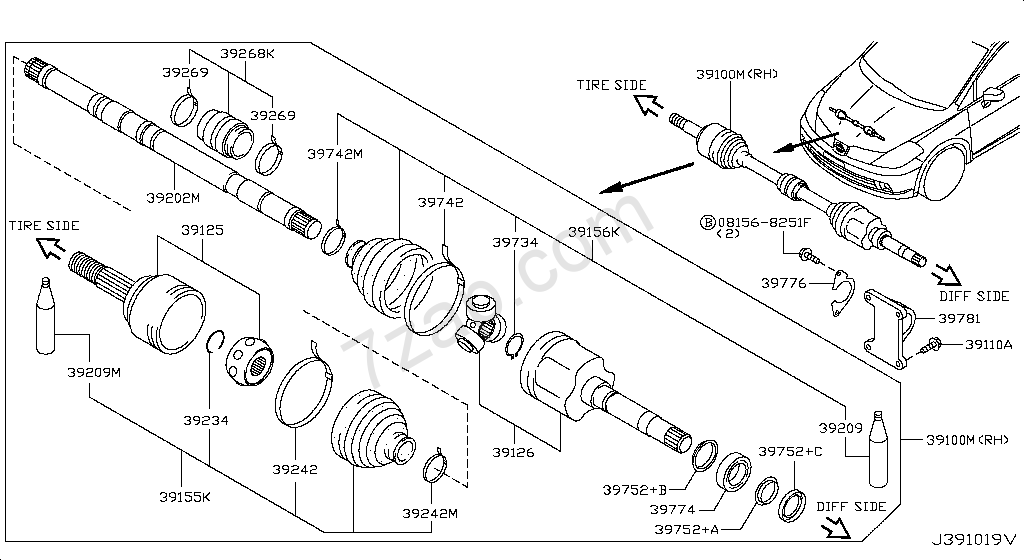 39268K
39269
39269
TIRE SIDE
39100M(RH)
39742M
39202M
39742
39734
39156K
B 08156-8251F
(2)
TIRE SIDE
39125
39776
DIFF SIDE
39781
39110A
39209M
39234
39242
39155K
39242M
39126
39752+B
39774
39752+A
39752+C
39209
39100M(RH)
DIFF SIDE
J391019V
7zap.com